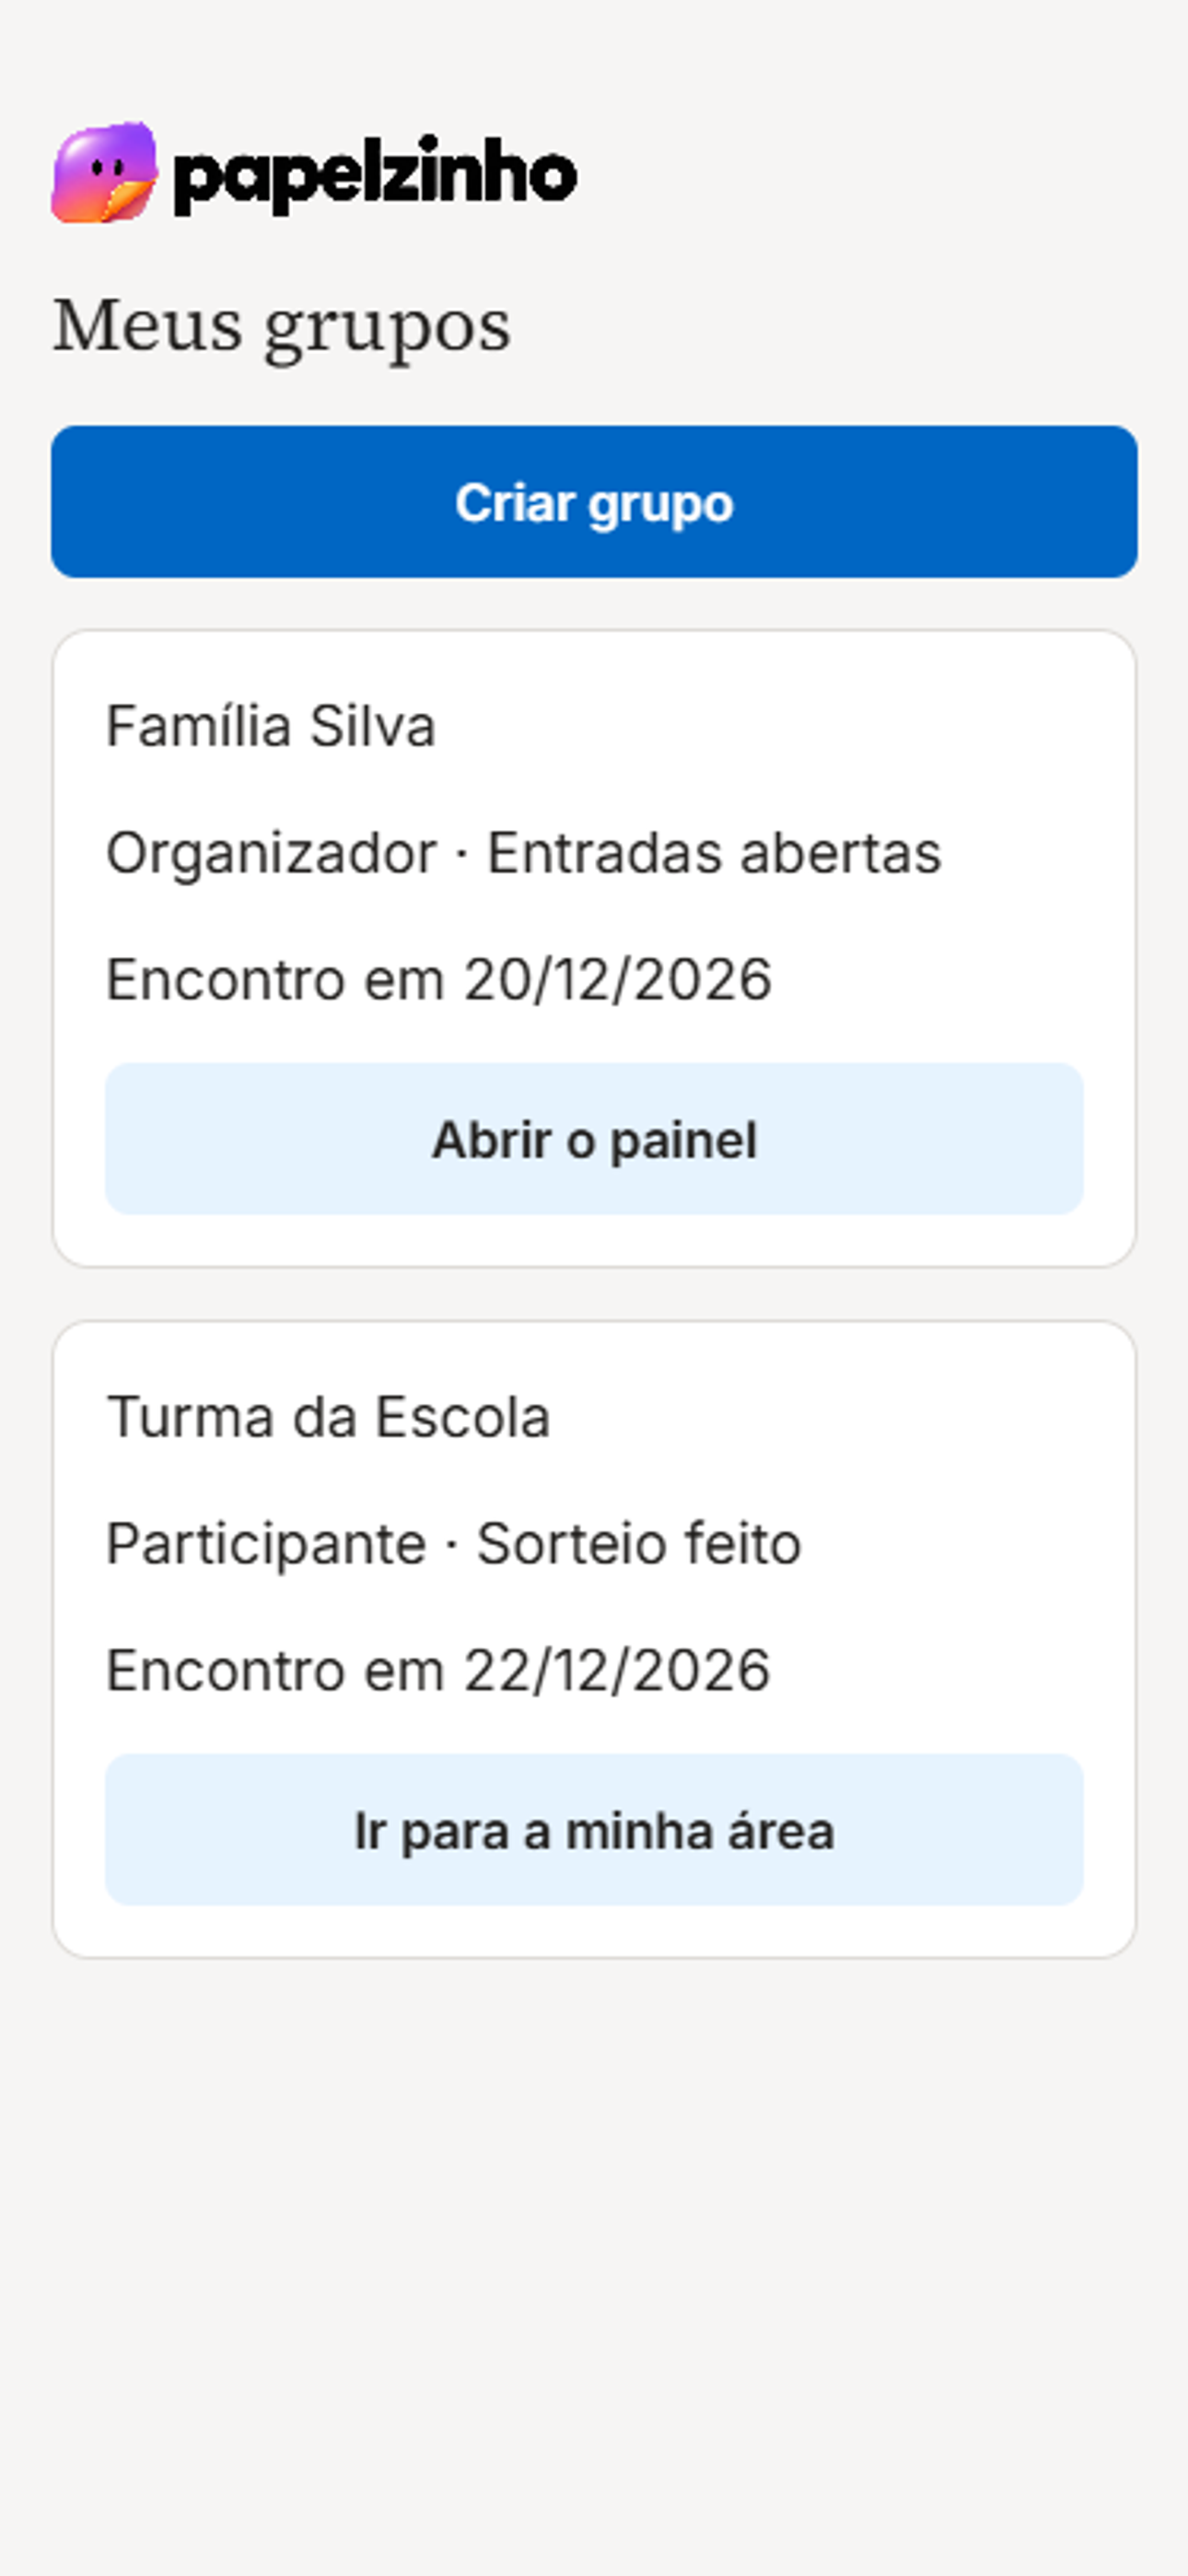 papelzinho
Meus grupos
Criar grupo
Família Silva
Organizador · Entradas abertas
Encontro em 20/12/2026
Abrir o painel
Turma da Escola
Participante · Sorteio feito
Encontro em 22/12/2026
Ir para a minha área